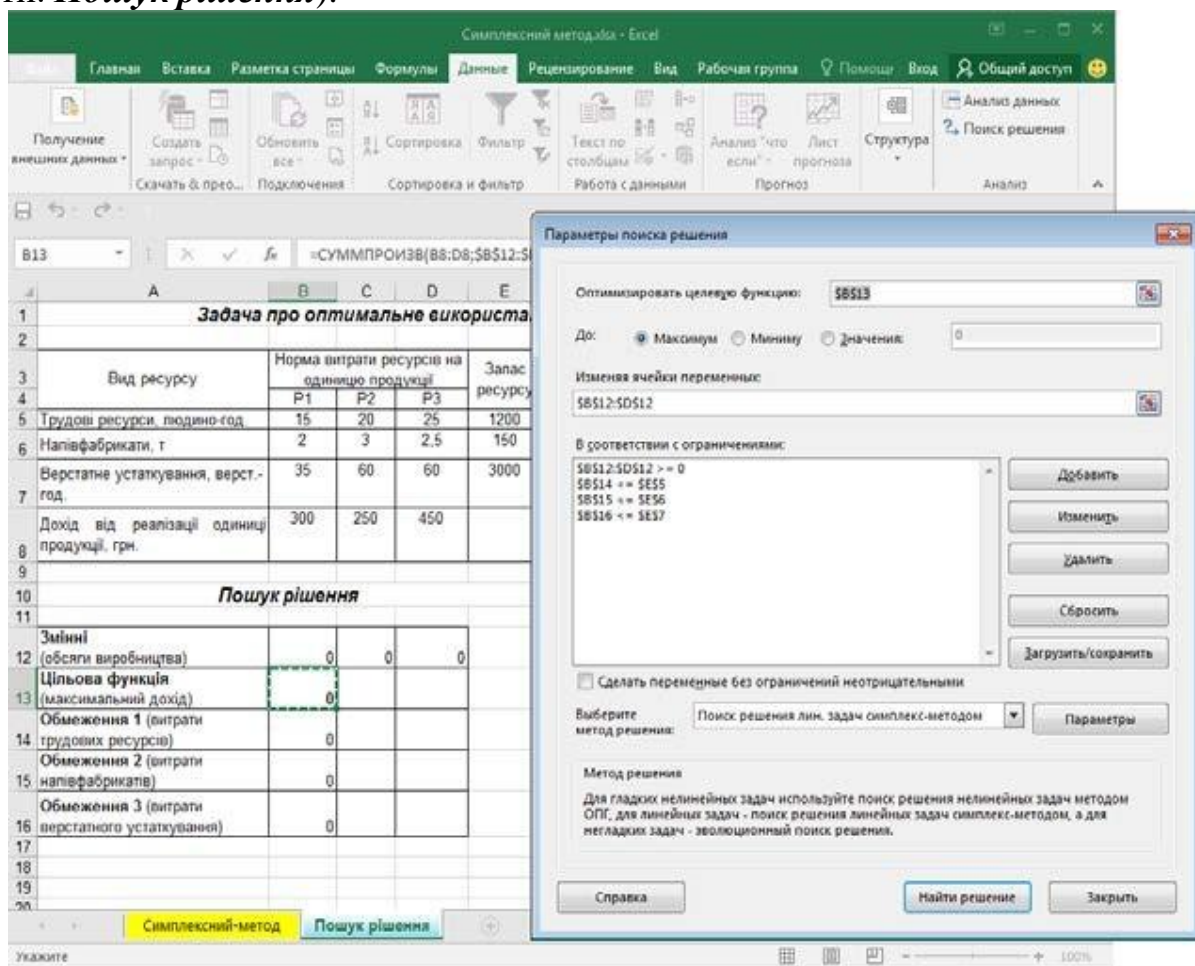 Пошук рішення).
Симплексний метод.xlsx - Excel
Главная Вставка Разметка страницы Формулы Данные Рецензирование Вид Рабочая группа Помощи Вход Общий доступ
Получение внешних данных
Создать запрос
Скачать & прео...
Обновить все
Подключения
Сортировка Фильтр
Сортировка и фильтр
Текст по столбцам
Работа с данными
Анализ "что если"
Лист прогноза
Прогноз
Структура
Анализ данных
Поиск решения
Анализ
B13 fx =СУММПРОИЗВ(B8:D8;$B$12:$
A B C D E
1 Задача про оптимальне використа
2
3 Вид ресурсу Норма витрати ресурсів на одиницю продукції Запас ресурсу
4 P1 P2 P3
5 Трудові ресурси, людино-год 15 20 25 1200
6 Напівфабрикати, т 2 3 2,5 150
7 Верстатне устаткування, верст.-год. 35 60 60 3000
8 Дохід від реалізації одиниці продукції, грн. 300 250 450
9
10 Пошук рішення
11
12 Змінні (обсяги виробництва) 0 0 0
13 Цільова функція (максимальний дохід) 0
14 Обмеження 1 (витрати трудових ресурсів) 0
15 Обмеження 2 (витрати напівфабрикатів) 0
16 Обмеження 3 (витрати верстатного устаткування) 0
17
18
19
20
Симплексний-метод Пошук рішення
Укажите
100%
Параметры поиска решения
Оптимизировать целевую функцию: $B$13
До: Максимум Миниму Значения: 0
Изменяя ячейки переменных:
$B$12:$D$12
В соответствии с ограничениями:
$B$12:$D$12 >= 0
$B$14 <= $E$5
$B$15 <= $E$6
$B$16 <= $E$7
Добавить
Изменить
Удалить
Сбросить
Загрузить/сохранить
Сделать переменные без ограничений неотрицательными
Выберите метод решения: Поиск решения лин. задач симплекс-методом Параметры
Метод решения
Для гладких нелинейных задач используйте поиск решения нелинейных задач методом
ОПГ, для линейных задач - поиск решения линейных задач симплекс-методом, а для
негладких задач - эволюционный поиск решения.
Справка Найти решение Закрыть